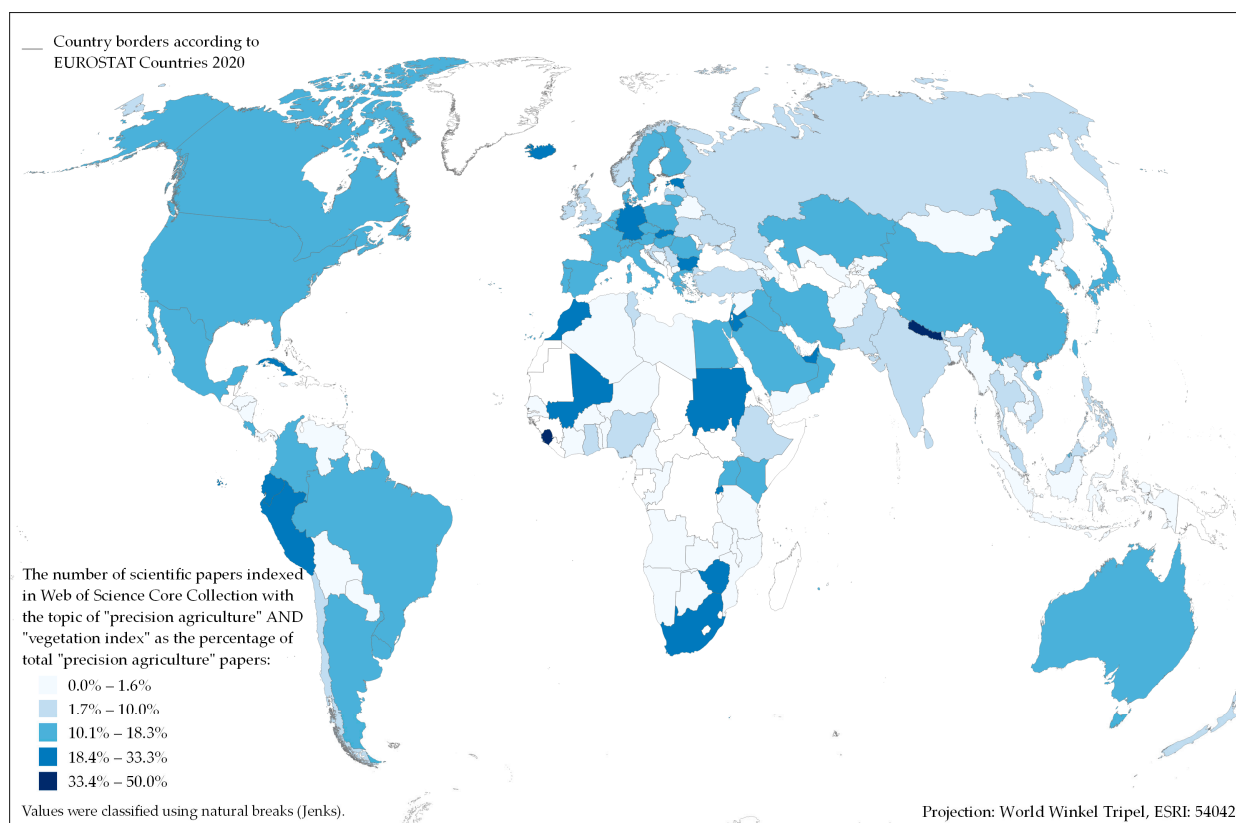 Country borders according to
EUROSTAT Countries 2020
The number of scientific papers indexed
in Web of Science Core Collection with
the topic of "precision agriculture" AND
"vegetation index" as the percentage of
total "precision agriculture" papers:
0.0% – 1.6%
1.7% – 10.0%
10.1% – 18.3%
18.4% – 33.3%
33.4% – 50.0%
Values were classified using natural breaks (Jenks).
Projection: World Winkel Tripel, ESRI: 54042